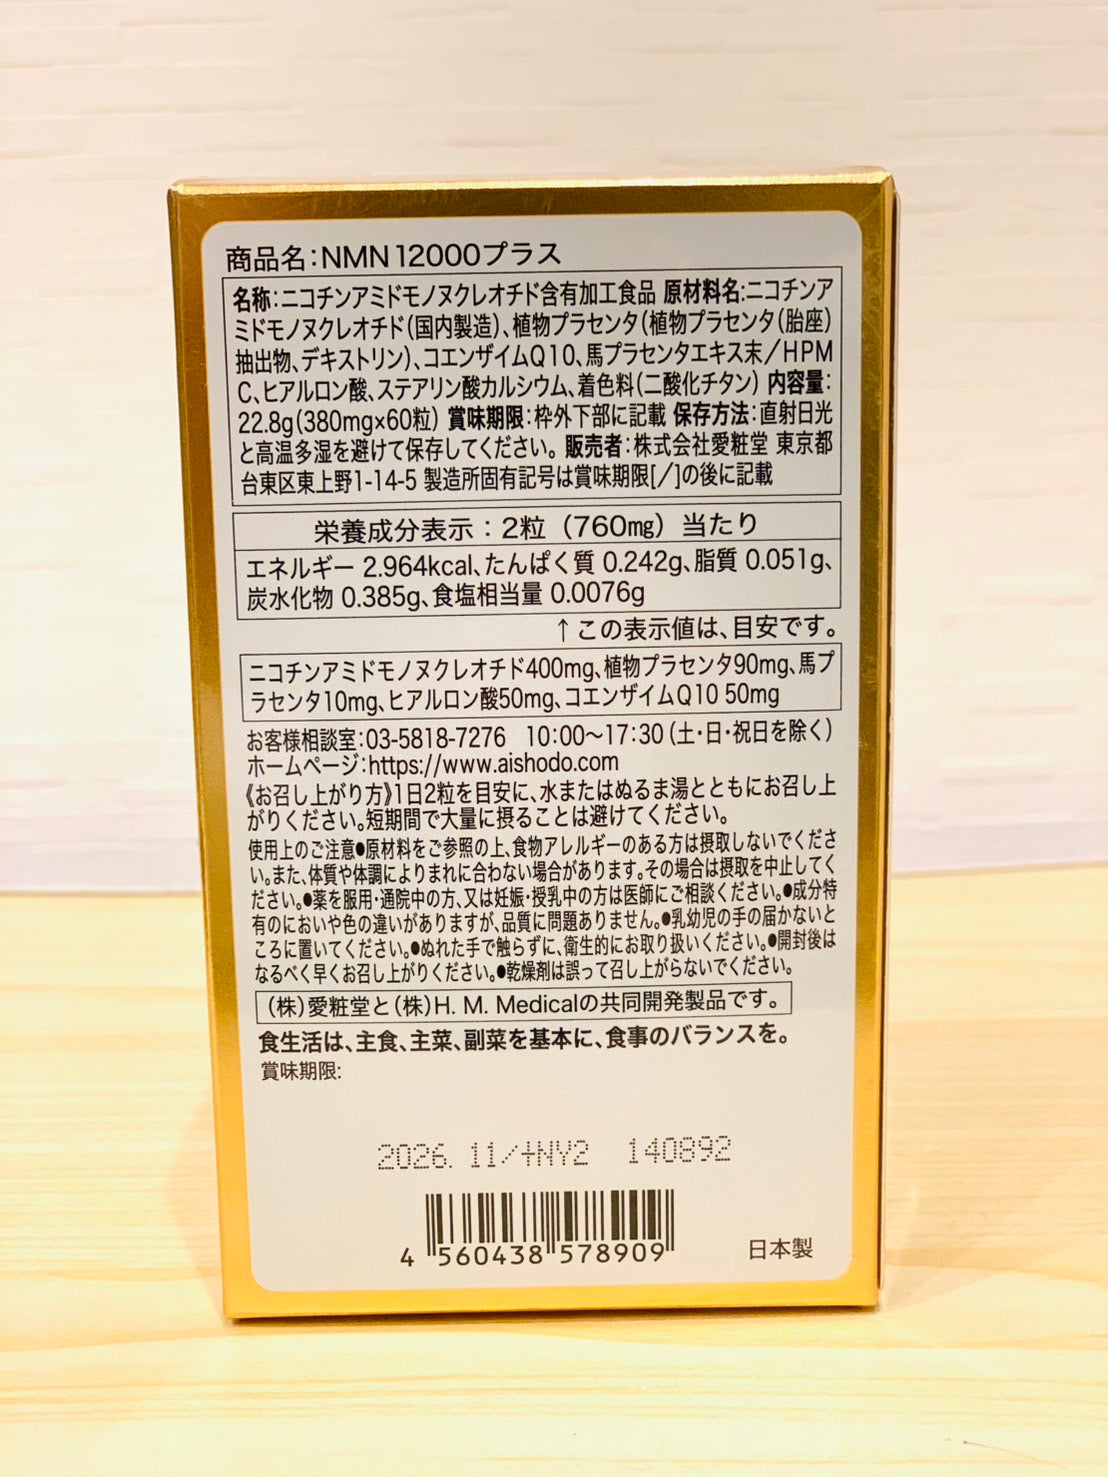 商品名:NMN12000プラス
名称:ニコチンアミドモノヌクレオチド含有加工食品 原材料名:ニコチンア
ミドモノヌクレオチド(国内製造)、植物プラセンタ(植物プラセンタ(胎座)
抽出物、デキストリン)、コエンザイムQ10、馬プラセンタエキス末/HPM
C、ヒアルロン酸、ステアリン酸カルシウム、着色料(二酸化チタン) 内容量:
22.8g(380mg×60粒) 賞味期限:枠外下部に記載 保存方法:直射日光
と高温多湿を避けて保存してください。 販売者:株式会社愛粧堂 東京都
台東区東上野1-14-5 製造所固有記号は賞味期限[/]の後に記載
栄養成分表示:2粒(760㎎)当たり
エネルギー 2.964kcal、たんぱく質 0.242g、脂質 0.051g、
炭水化物 0.385g、食塩相当量 0.0076g
↑この表示値は、目安です。
ニコチンアミドモノヌクレオチド400mg、植物プラセンタ90mg、馬プ
ラセンタ10mg、ヒアルロン酸50mg、コエンザイムQ10 50mg
お客様相談室:03-5818-7276 10:00〜17:30(土・日・祝日を除く)
ホームページ:https://www.aishodo.com
《お召し上がり方》1日2粒を目安に、水またはぬるま湯とともにお召し上
がりください。短期間で大量に摂ることは避けてください。
使用上のご注意●原材料をご参照の上、食物アレルギーのある方は摂取しないでくださ
い。また、体質や体調によりまれに合わない場合があります。その場合は摂取を中止してく
ださい。●薬を服用・通院中の方、又は妊娠・授乳中の方は医師にご相談ください。●成分特
有のにおいや色の違いがありますが、品質に問題ありません。●乳幼児の手の届かないと
ころに置いてください。●ぬれた手で触らずに、衛生的にお取り扱いください。●開封後は
なるべく早くお召し上がりください。●乾燥剤は誤って召し上がらないでください。
(株)愛粧堂と(株)H. M. Medicalの共同開発製品です。
食生活は、主食、主菜、副菜を基本に、食事のバランスを。
賞味期限:
2026. 11/+NY2 140892
4 560438 578909
日本製